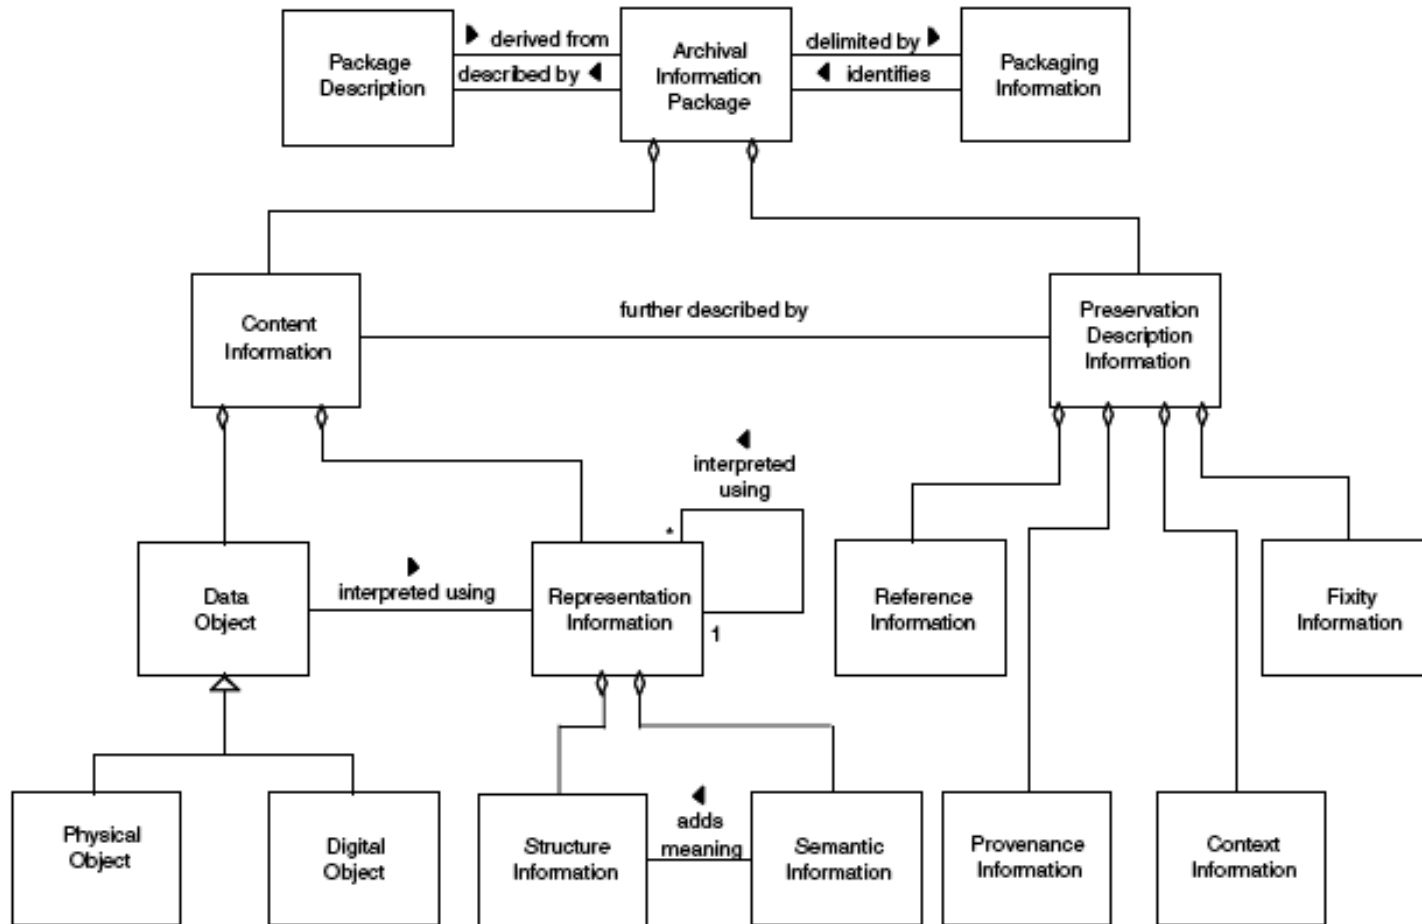 Package
Description
derived from
described by
Archival
Information
Package
delimited by
identifies
Packaging
Information
Content
Information
further described by
Preservation
Description
Information
interpreted
using
*
1
Data
Object
interpreted using
Representation
Information
Reference
Information
Fixity
Information
Physical
Object
Digital
Object
Structure
Information
adds
meaning
Semantic
Information
Provenance
Information
Context
Information